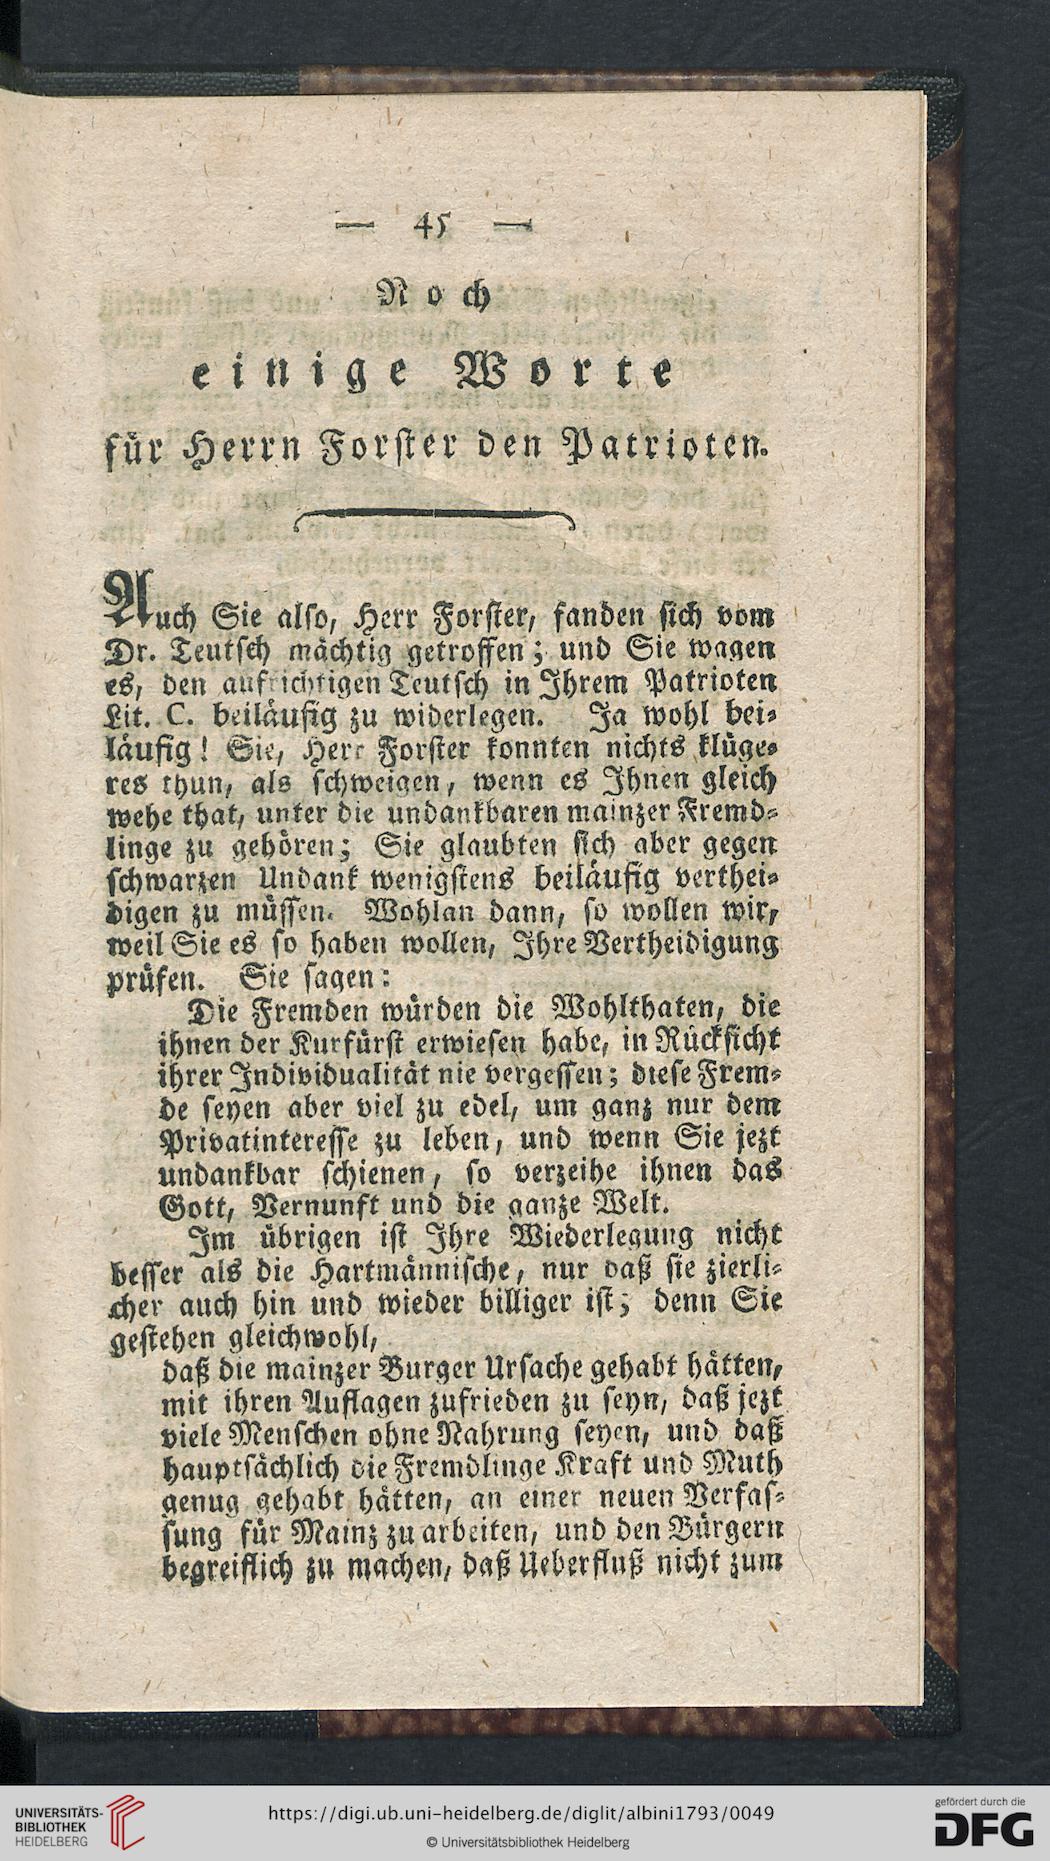 — 45 —
Noch
einige Worte
für Herrn Forster den Patrioten.
Auch Sie also, Herr Forster, fanden sich vom
Dr. Teutsch mächtig getroffen; und Sie wagen
es, den aufrichtigen Teutsch in Ihrem Patrioten
Lit. C. beiläufig zu widerlegen. Ja wohl bei-
läufig! Sie, Herr Forster konnten nichts klüge-
res thun, als schweigen, wenn es Ihnen gleich
wehe that, unter die undankbaren mainzer Fremd-
linge zu gehören; Sie glaubten sich aber gegen
schwarzen Undank wenigstens beiläufig verthei-
digen zu müssen. Wohlan dann, so wollen wir,
weil Sie es so haben wollen, Ihre Vertheidigung
prüfen. Sie sagen:
Die Fremden würden die Wohlthaten, die
ihnen der Kurfürst erwiesen habe, in Rücksicht
ihrer Individualität nie vergessen; diese Frem-
de seyen aber viel zu edel, um ganz nur dem
Privatinteresse zu leben, und wenn Sie jezt
undankbar schienen, so verzeihe ihnen das
Gott, Vernunft und die ganze Welt.
Im übrigen ist Ihre Wiederlegung nicht
besser als die Hartmännische, nur daß sie zierli-
cher auch hin und wieder billiger ist; denn Sie
gestehen gleichwohl,
daß die mainzer Burger Ursache gehabt hätten,
mit ihren Auflagen zufrieden zu seyn, daß jezt
viele Menschen ohne Nahrung seyen, und daß
hauptsächlich die Fremdlinge Kraft und Muth
genug gehabt hätten, an einer neuen Verfas-
sung für Mainz zu arbeiten, und den Bürgern
begreiflich zu machen, daß Ueberfluß nicht zum
UNIVERSITÄTS-
BIBLIOTHEK
HEIDELBERG
https://digi.ub.uni-heidelberg.de/diglit/albini1793/0049
© Universitätsbibliothek Heidelberg
gefördert durch die
DFG